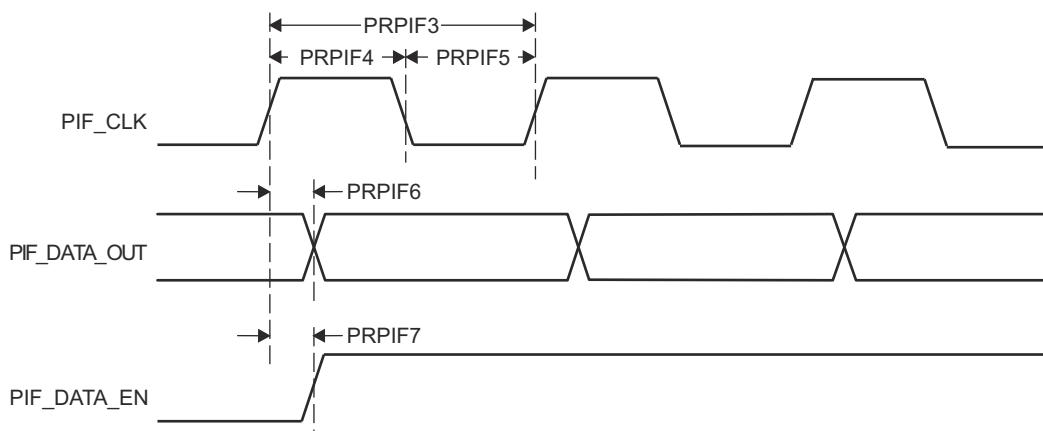 PRPIF3
PRPIF4 PRPIF5
PIF_CLK
PRPIF6
PIF_DATA_OUT
PRPIF7
PIF_DATA_EN